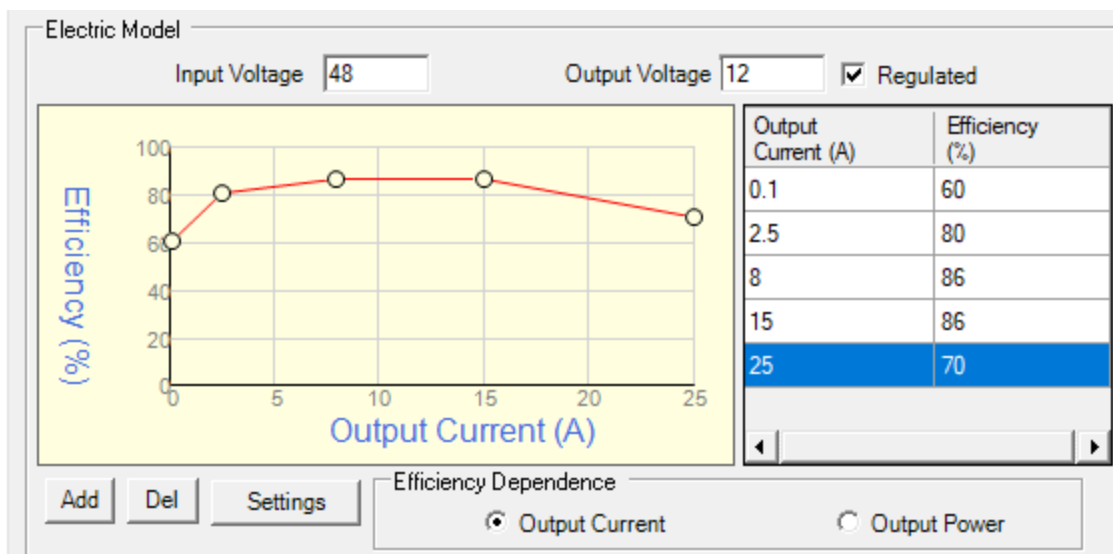 Electric Model
Input Voltage 48 Output Voltage 12 Regulated
100
80
60
40
20
0
0 5 10 15 20 25
Efficiency (%)
Output Current (A)
Output Efficiency
Current (A) (%)
0.1 60
2.5 80
8 86
15 86
25 70
Add Del Settings
Efficiency Dependence
Output Current Output Power